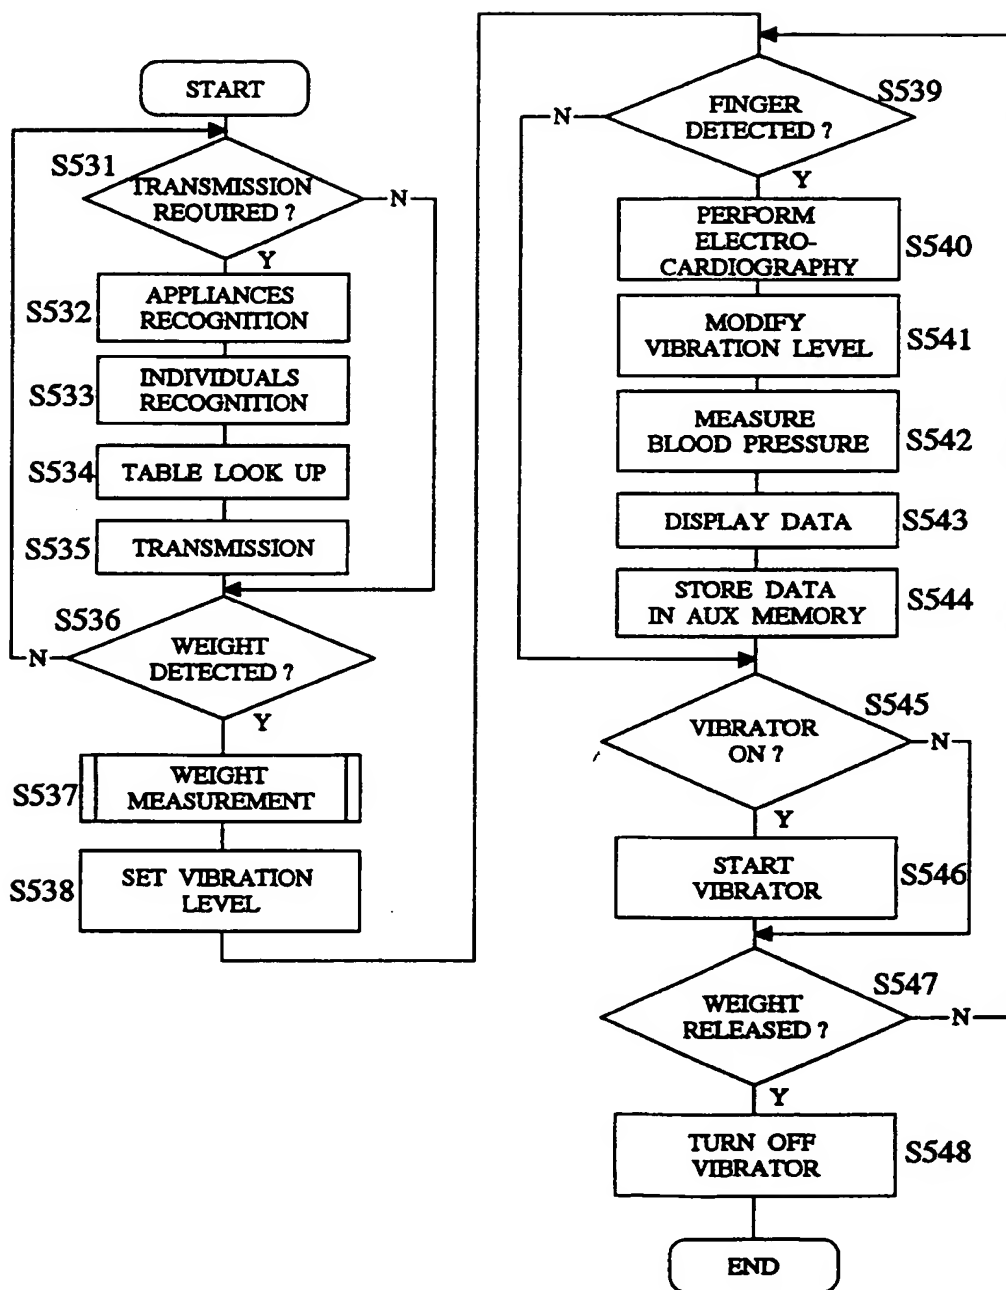 START
S531
TRANSMISSION
REQUIRED ?
N
Y
S532
APPLIANCES
RECOGNITION
S533
INDIVIDUALS
RECOGNITION
S534
TABLE LOOK UP
S535
TRANSMISSION
S536
WEIGHT
DETECTED ?
N
Y
S537
WEIGHT
MEASUREMENT
S538
SET VIBRATION
LEVEL
S539
FINGER
DETECTED ?
N
Y
PERFORM
ELECTRO-
CARDIOGRAPHY
S540
MODIFY
VIBRATION LEVEL
S541
MEASURE
BLOOD PRESSURE
S542
DISPLAY DATA
S543
STORE DATA
IN AUX MEMORY
S544
S545
VIBRATOR
ON ?
N
Y
START
VIBRATOR
S546
S547
WEIGHT
RELEASED ?
N
Y
TURN OFF
VIBRATOR
S548
END